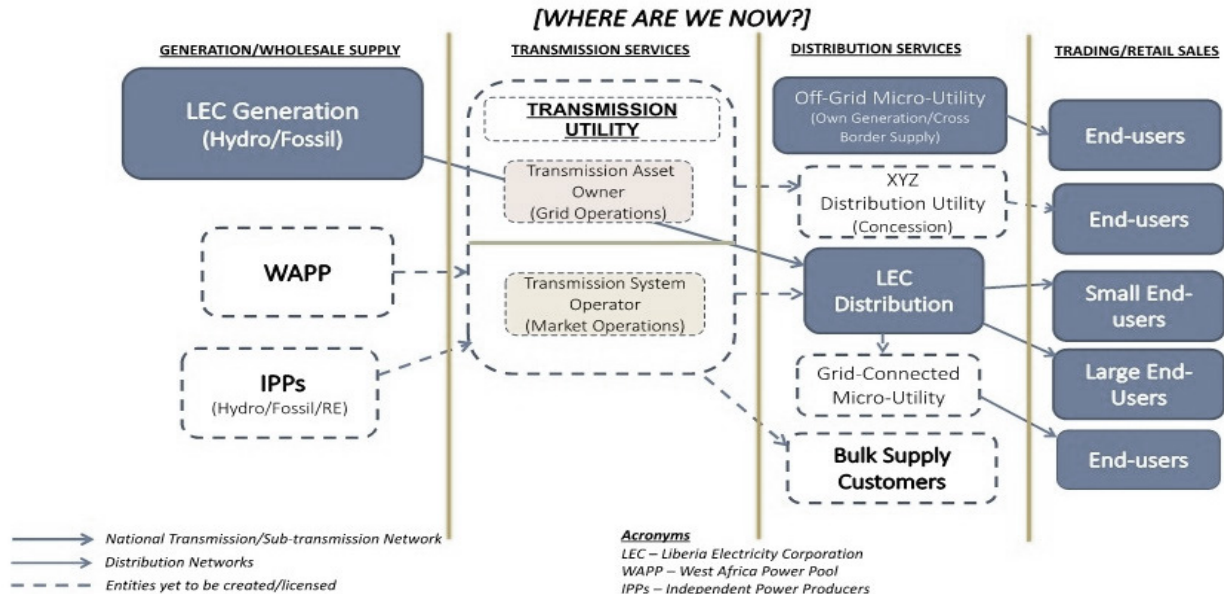 [WHERE ARE WE NOW?]
GENERATION/WHOLESALE SUPPLY
TRANSMISSION SERVICES
DISTRIBUTION SERVICES
TRADING/RETAIL SALES
LEC Generation
(Hydro/Fossil)
WAPP
IPPs
(Hydro/Fossil/RE)
TRANSMISSION
UTILITY
Transmission Asset
Owner
(Grid Operations)
Transmission System
Operator
(Market Operations)
Off-Grid Micro-Utility
(Own Generation/Cross
Border Supply)
XYZ
Distribution Utility
(Concession)
LEC
Distribution
Grid-Connected
Micro-Utility
Bulk Supply
Customers
End-users
End-users
Small End-
users
Large End-
Users
End-users
National Transmission/Sub-transmission Network
Distribution Networks
Entities yet to be created/licensed
Acronyms
LEC – Liberia Electricity Corporation
WAPP – West Africa Power Pool
IPPs – Independent Power Producers